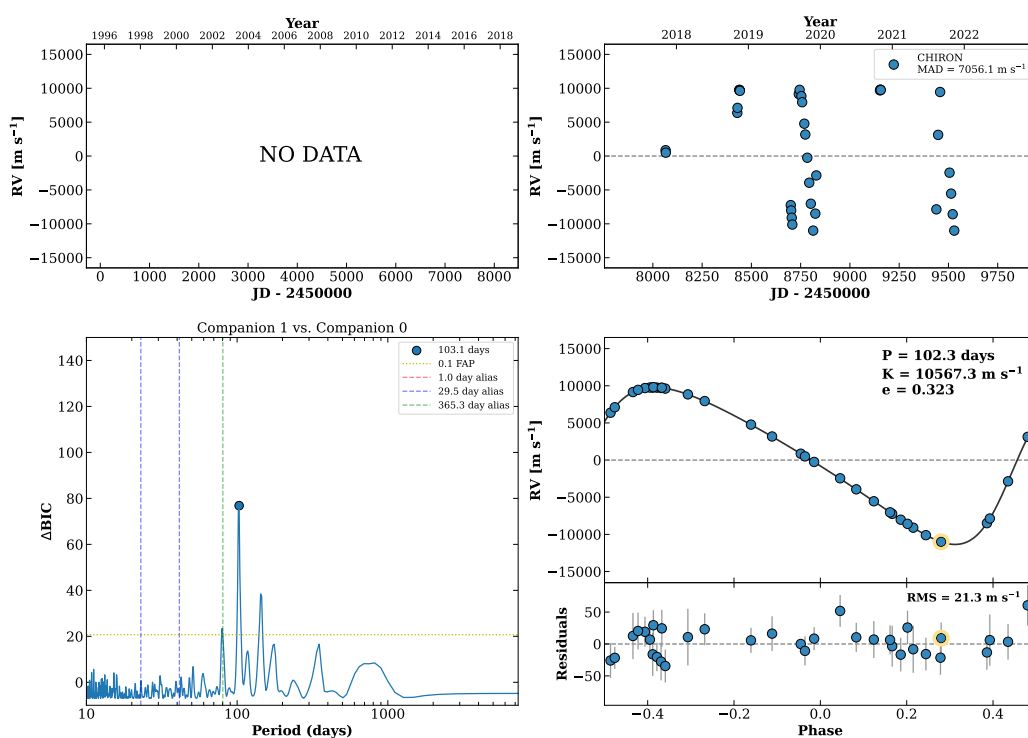 Year
1996 1998 2000 2002 2004 2006 2008 2010 2012 2014 2016 2018
15000
10000
5000
0
−5000
−10000
−15000
RV [m s⁻¹]
NO DATA
0 1000 2000 3000 4000 5000 6000 7000 8000
JD - 2450000
Year
2018 2019 2020 2021 2022
CHIRON
MAD = 7056.1 m s⁻¹
15000
10000
5000
0
−5000
−10000
−15000
RV [m s⁻¹]
8000 8250 8500 8750 9000 9250 9500 9750
JD - 2450000
Companion 1 vs. Companion 0
103.1 days
0.1 FAP
1.0 day alias
29.5 day alias
365.3 day alias
140
120
100
80
60
40
20
0
ΔBIC
10 100 1000
Period (days)
P = 102.3 days
K = 10567.3 m s⁻¹
e = 0.323
15000
10000
5000
0
−5000
−10000
−15000
RV [m s⁻¹]
RMS = 21.3 m s⁻¹
50
0
−50
Residuals
−0.4 −0.2 0.0 0.2 0.4
Phase